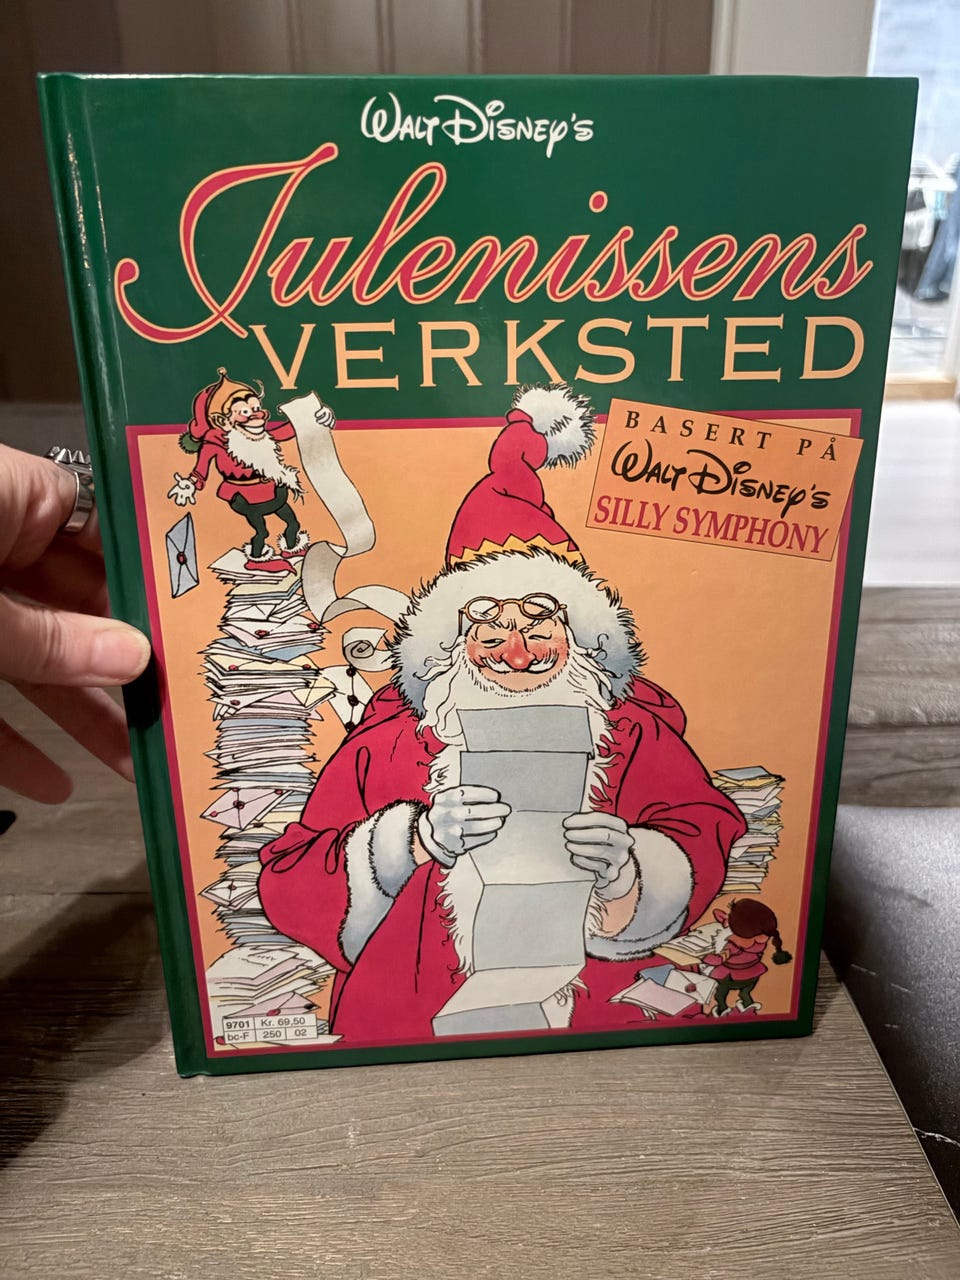 WALT DISNEY'S
Julenissens
VERKSTED
BASERT PÅ
WALT DISNEY'S
SILLY SYMPHONY
9701 Kr. 69,50
bc-F 250 02